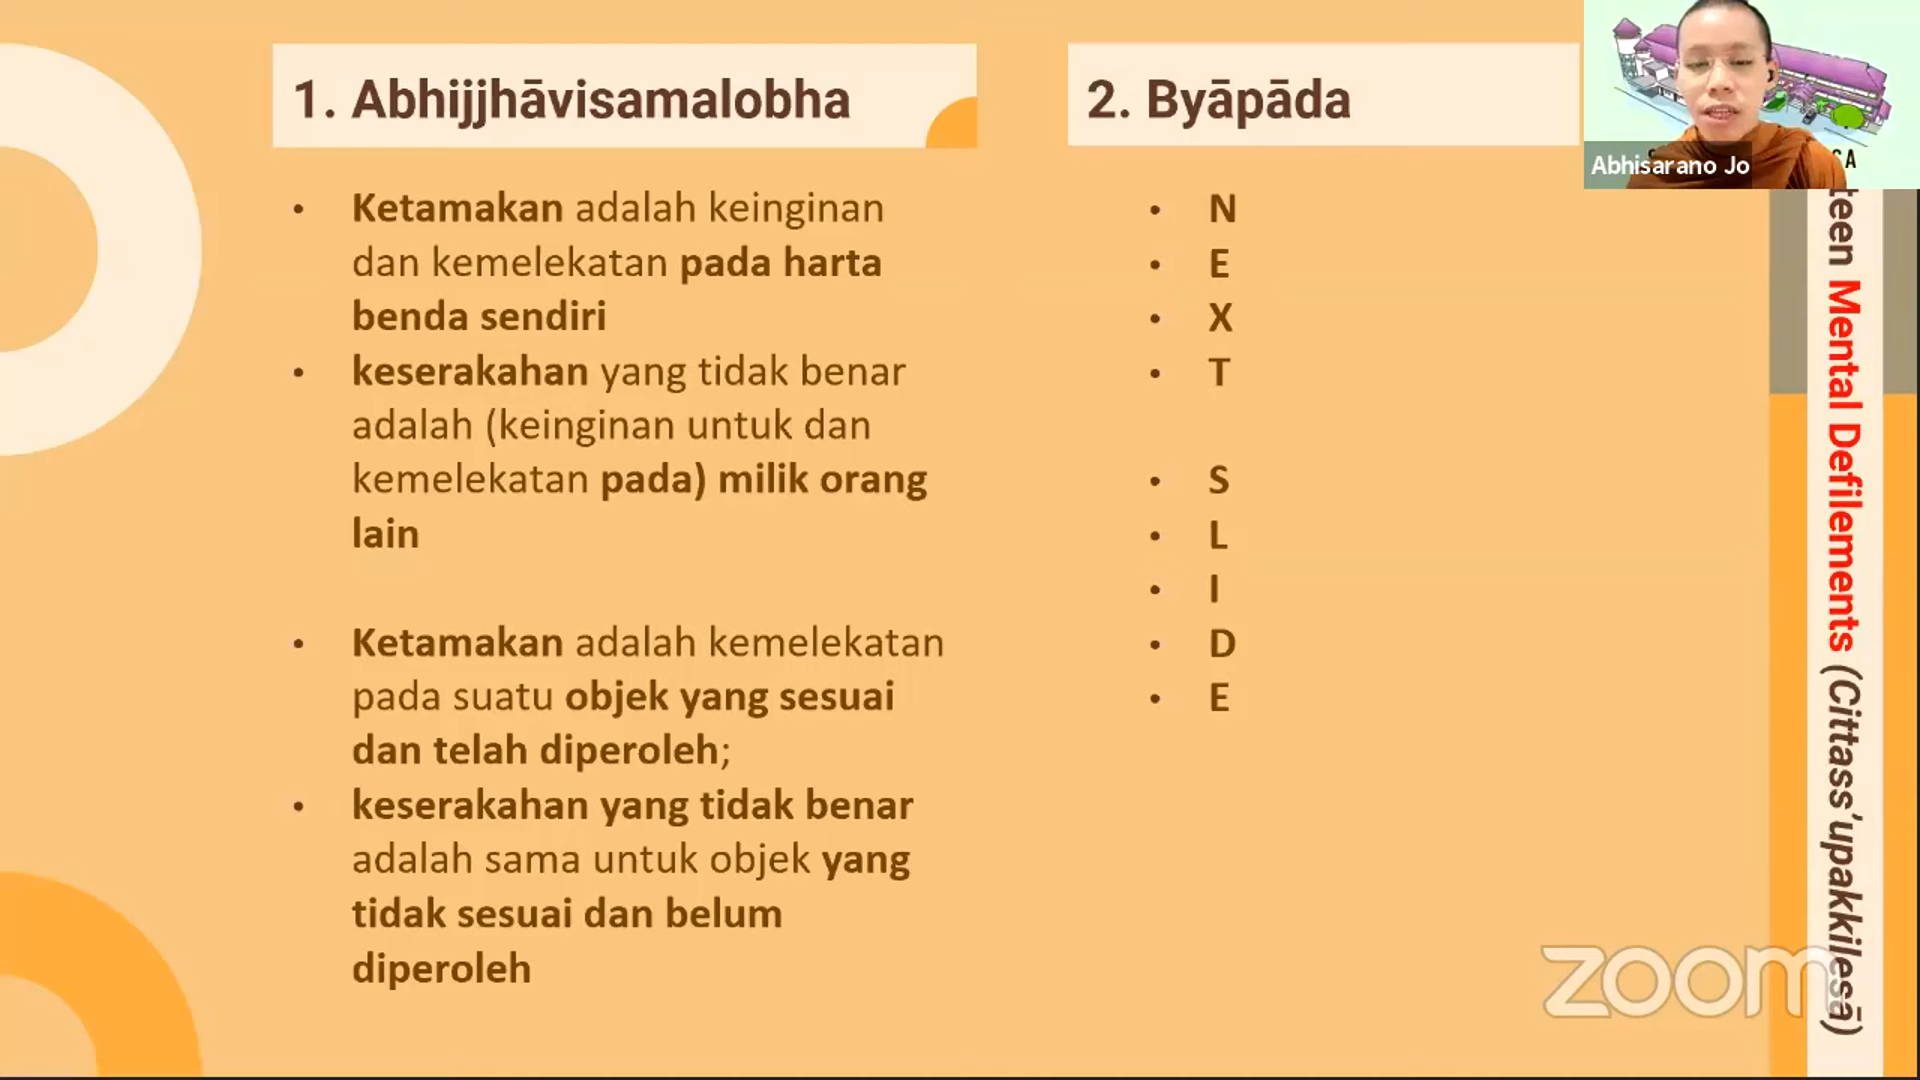 1. Abhijjhāvisamalobha
Ketamakan adalah keinginan
dan kemelekatan pada harta
benda sendiri
keserakahan yang tidak benar
adalah (keinginan untuk dan
kemelekatan pada) milik orang
lain
Ketamakan adalah kemelekatan
pada suatu objek yang sesuai
dan telah diperoleh;
keserakahan yang tidak benar
adalah sama untuk objek yang
tidak sesuai dan belum
diperoleh
2. Byāpāda
N
E
X
T
S
L
I
D
E
Abhisarano Jo
teen Mental Defilements (Cittass’upakkilesā)
zoom